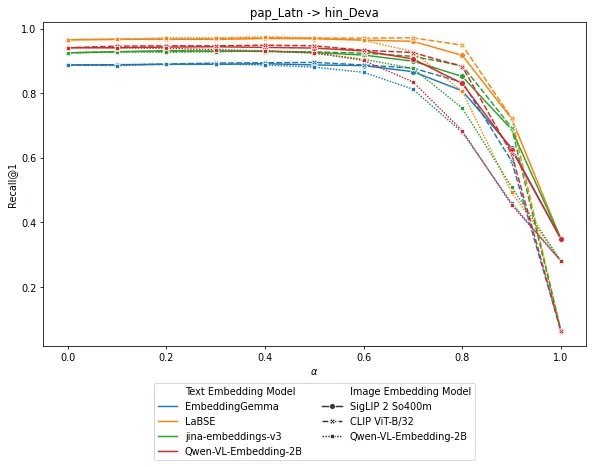 pap_Latn -> hin_Deva
Recall@1
1.0
0.8
0.6
0.4
0.2
0.0 0.2 0.4 0.6 0.8 1.0
α
Text Embedding Model Image Embedding Model
EmbeddingGemma SigLIP 2 So400m
LaBSE CLIP ViT-B/32
jina-embeddings-v3 Qwen-VL-Embedding-2B
Qwen-VL-Embedding-2B